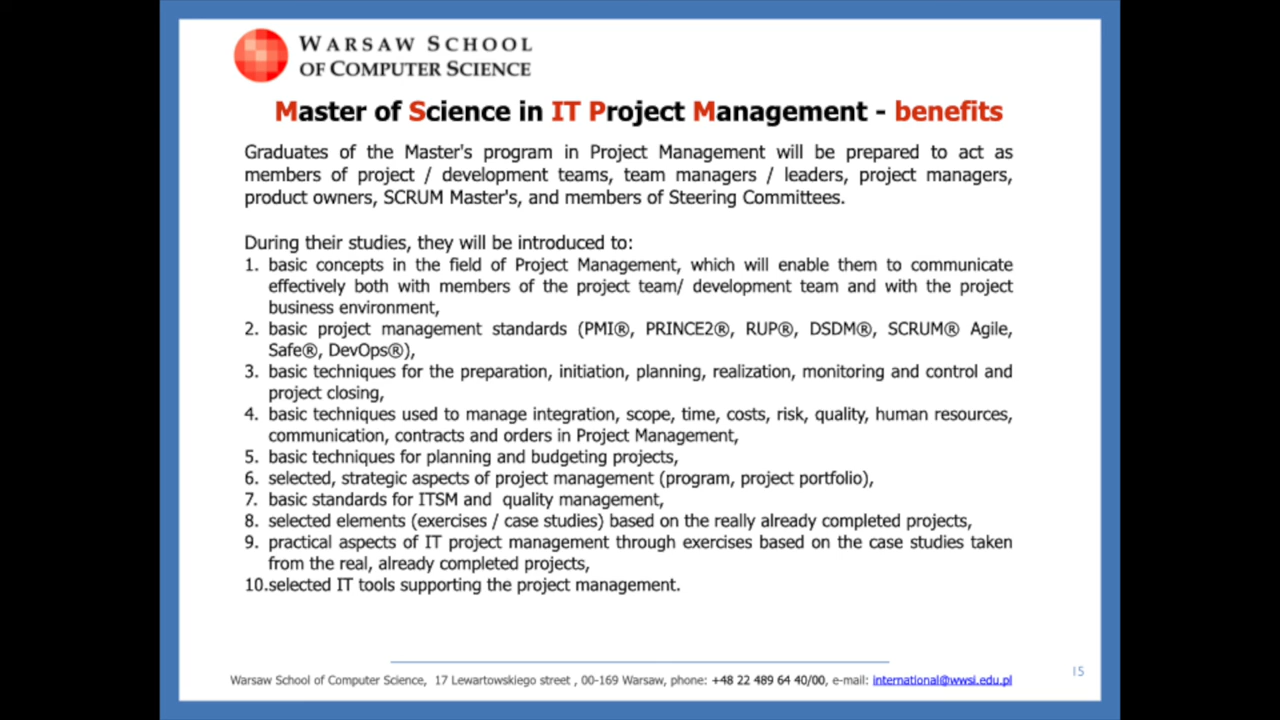 WARSAW SCHOOL
OF COMPUTER SCIENCE
Master of Science in IT Project Management - benefits
Graduates of the Master's program in Project Management will be prepared to act as
members of project / development teams, team managers / leaders, project managers,
product owners, SCRUM Master's, and members of Steering Committees.
During their studies, they will be introduced to:
1. basic concepts in the field of Project Management, which will enable them to communicate
effectively both with members of the project team/ development team and with the project
business environment,
2. basic project management standards (PMI®, PRINCE2®, RUP®, DSDM®, SCRUM® Agile,
Safe®, DevOps®),
3. basic techniques for the preparation, initiation, planning, realization, monitoring and control and
project closing,
4. basic techniques used to manage integration, scope, time, costs, risk, quality, human resources,
communication, contracts and orders in Project Management,
5. basic techniques for planning and budgeting projects,
6. selected, strategic aspects of project management (program, project portfolio),
7. basic standards for ITSM and quality management,
8. selected elements (exercises / case studies) based on the really already completed projects,
9. practical aspects of IT project management through exercises based on the case studies taken
from the real, already completed projects,
10.selected IT tools supporting the project management.
15
Warsaw School of Computer Science, 17 Lewartowskiego street , 00-169 Warsaw, phone: +48 22 489 64 40/00, e-mail: international@wwsi.edu.pl